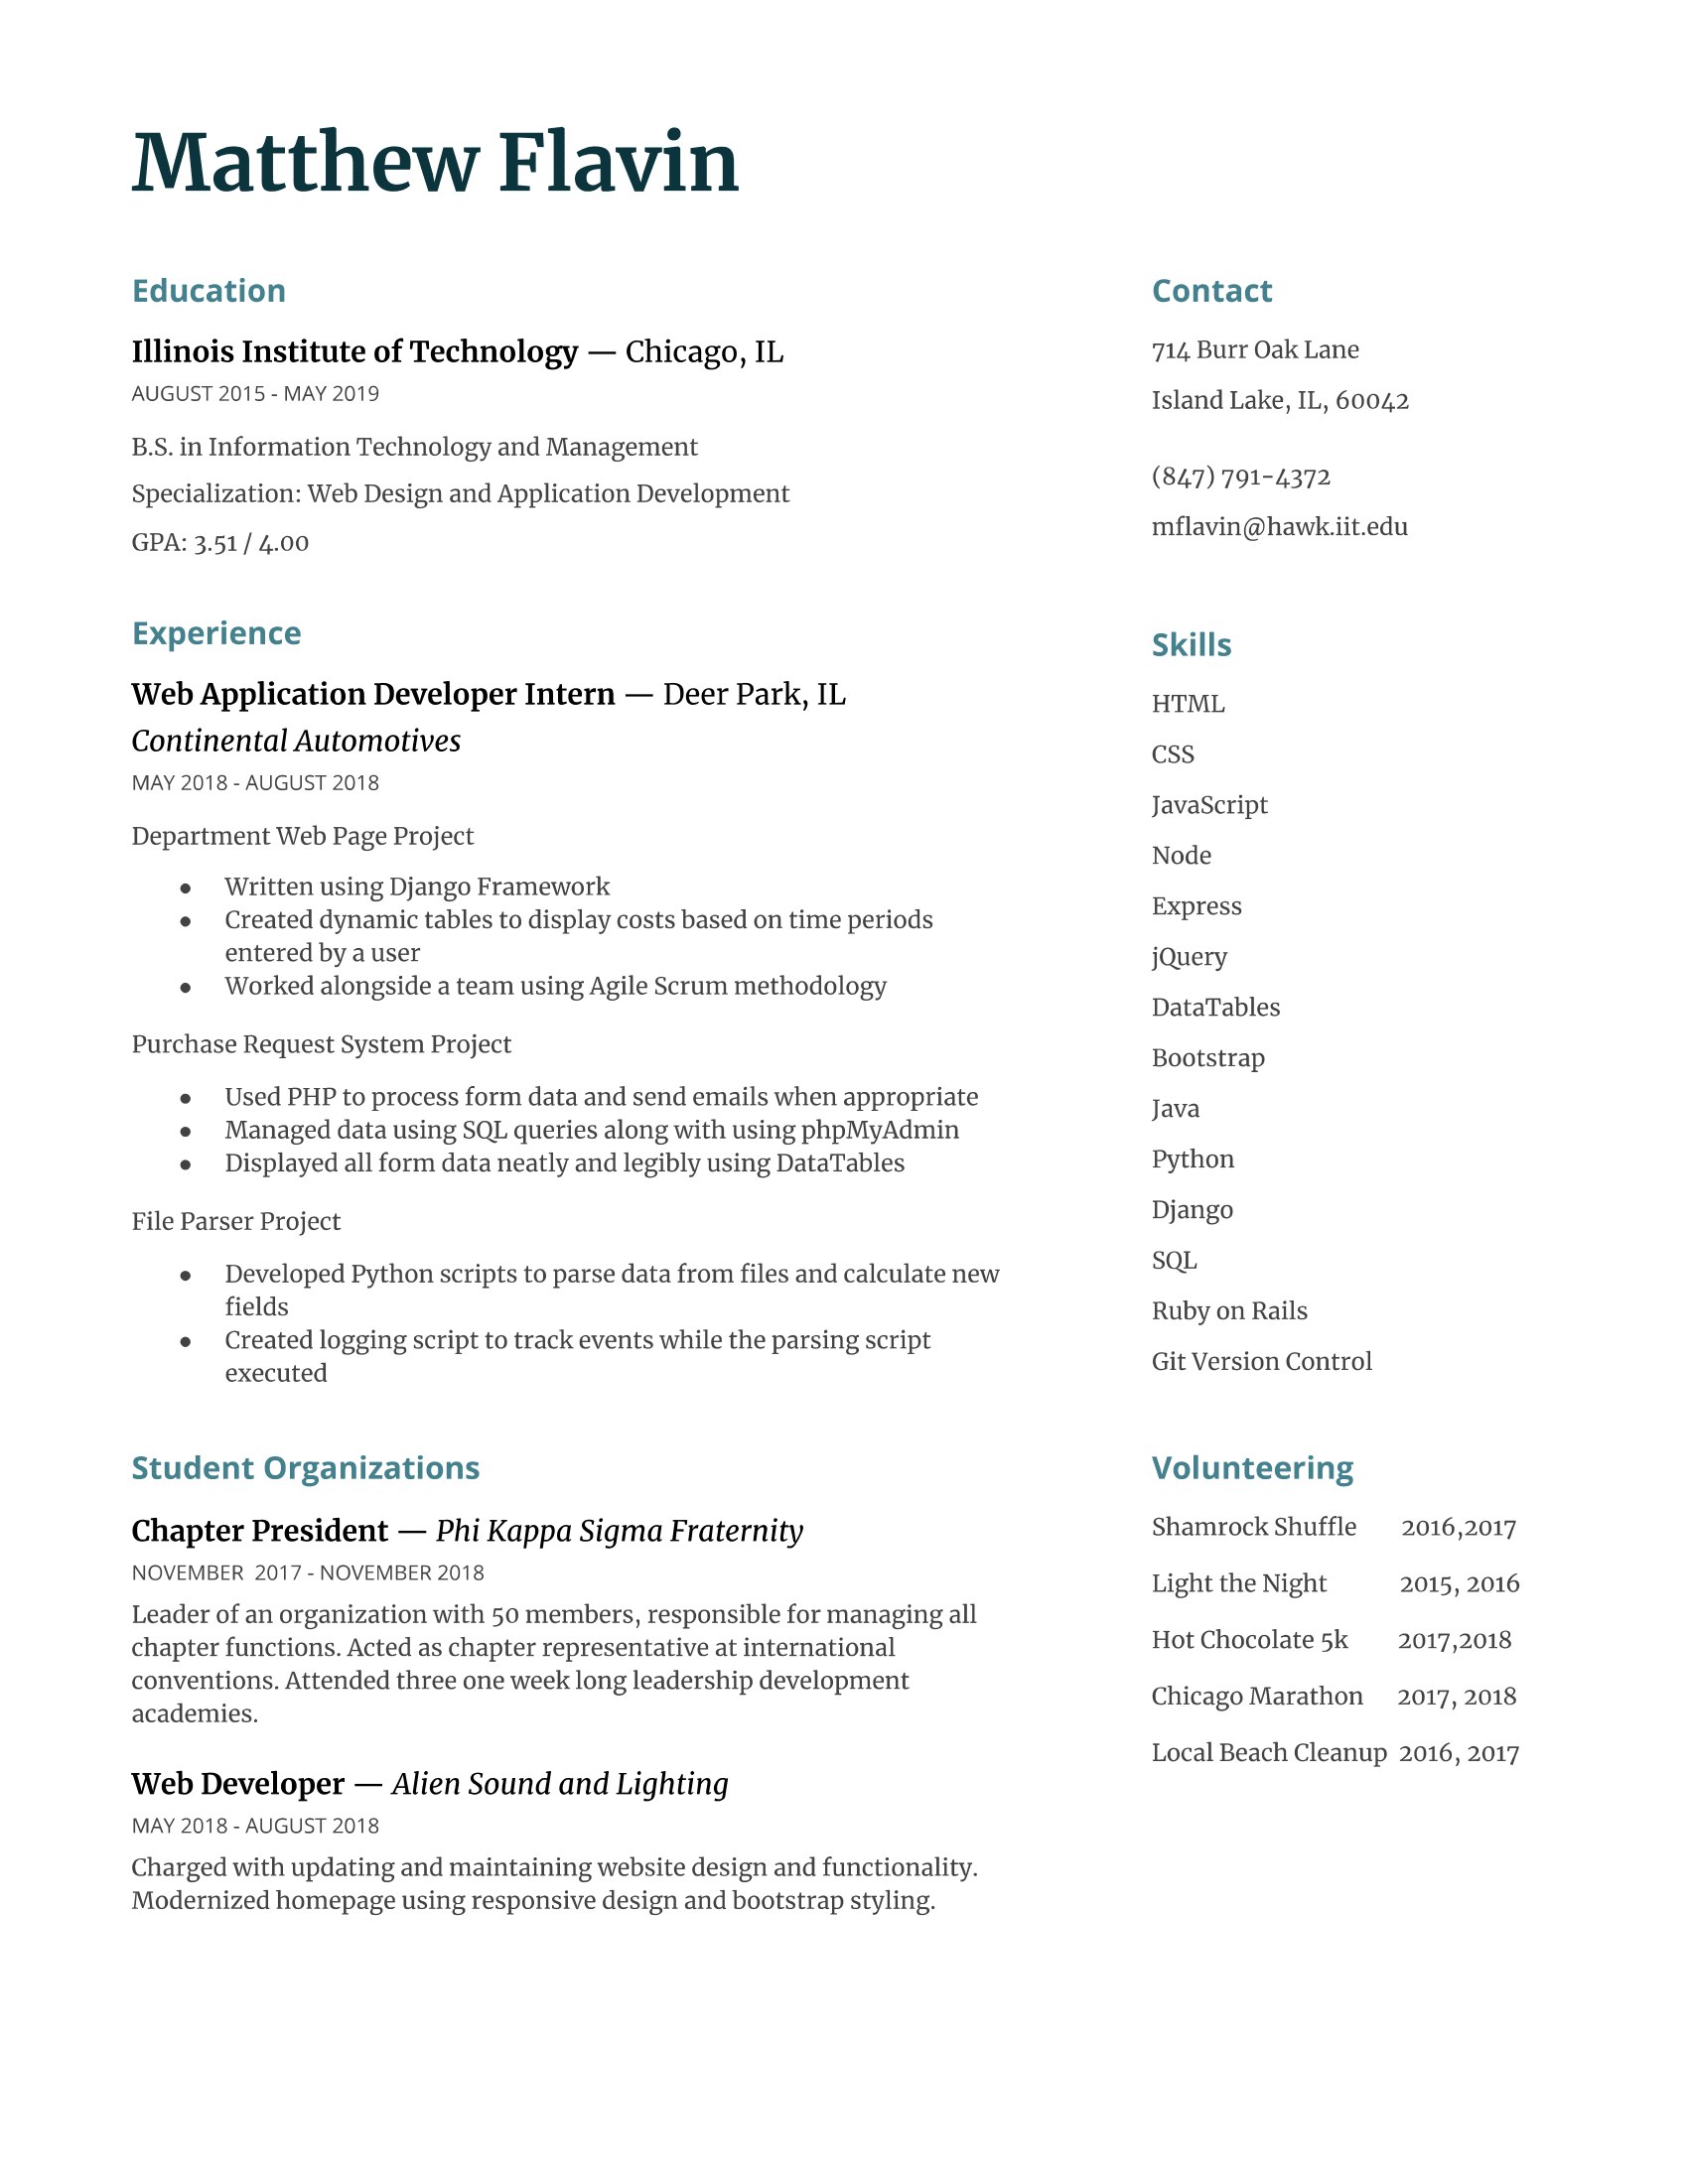 Matthew Flavin
Education
Illinois Institute of Technology — Chicago, IL
AUGUST 2015 - MAY 2019
B.S. in Information Technology and Management
Specialization: Web Design and Application Development
GPA: 3.51 / 4.00
Experience
Web Application Developer Intern — Deer Park, IL
Continental Automotives
MAY 2018 - AUGUST 2018
Department Web Page Project
● Written using Django Framework
● Created dynamic tables to display costs based on time periods
entered by a user
● Worked alongside a team using Agile Scrum methodology
Purchase Request System Project
● Used PHP to process form data and send emails when appropriate
● Managed data using SQL queries along with using phpMyAdmin
● Displayed all form data neatly and legibly using DataTables
File Parser Project
● Developed Python scripts to parse data from files and calculate new
fields
● Created logging script to track events while the parsing script
executed
Student Organizations
Chapter President — Phi Kappa Sigma Fraternity
NOVEMBER 2017 - NOVEMBER 2018
Leader of an organization with 50 members, responsible for managing all
chapter functions. Acted as chapter representative at international
conventions. Attended three one week long leadership development
academies.
Web Developer — Alien Sound and Lighting
MAY 2018 - AUGUST 2018
Charged with updating and maintaining website design and functionality.
Modernized homepage using responsive design and bootstrap styling.
Contact
714 Burr Oak Lane
Island Lake, IL, 60042
(847) 791-4372
mflavin@hawk.iit.edu
Skills
HTML
CSS
JavaScript
Node
Express
jQuery
DataTables
Bootstrap
Java
Python
Django
SQL
Ruby on Rails
Git Version Control
Volunteering
Shamrock Shuffle 2016,2017
Light the Night 2015, 2016
Hot Chocolate 5k 2017,2018
Chicago Marathon 2017, 2018
Local Beach Cleanup 2016, 2017